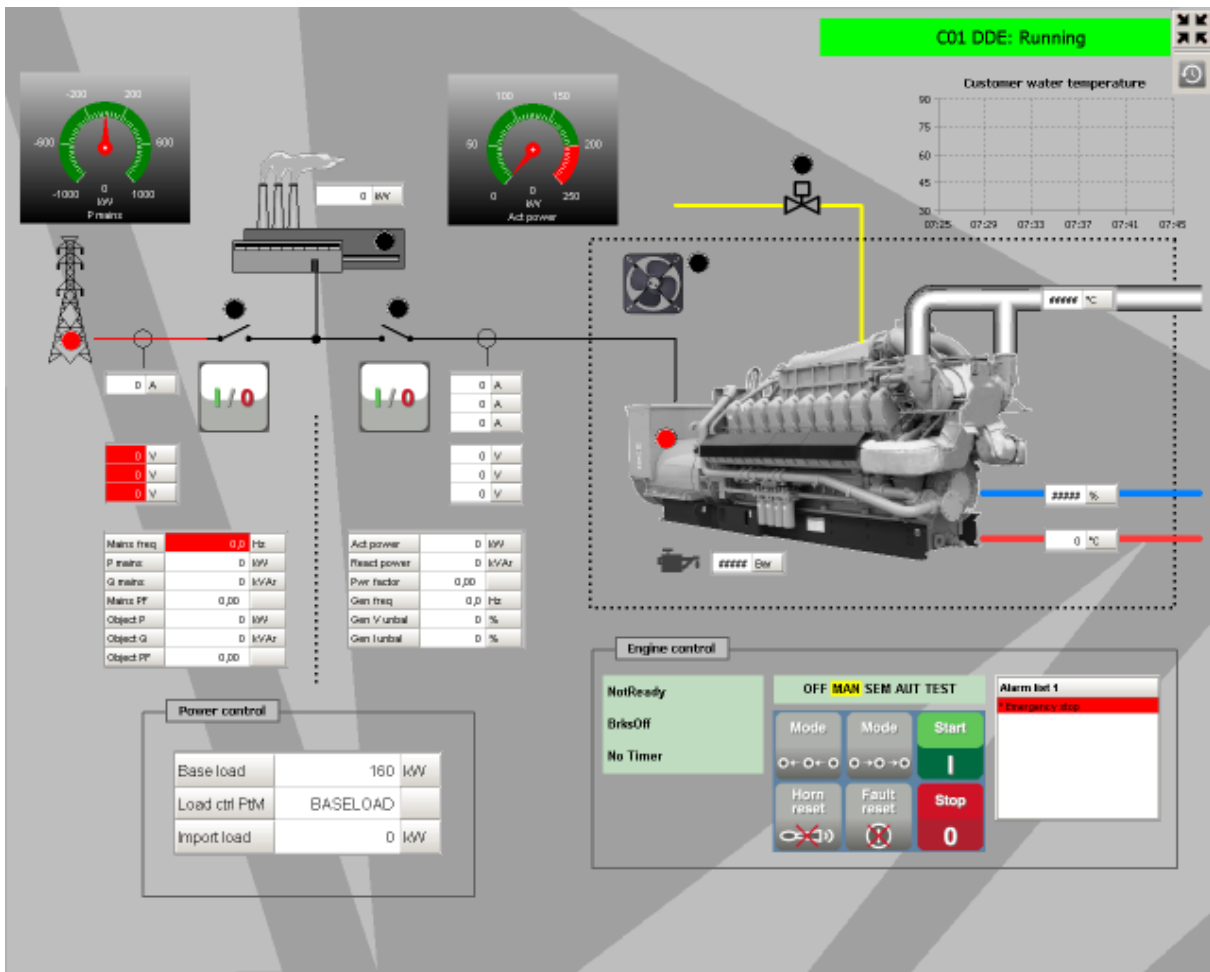 C01 DDE: Running
-200 200
-600 600
-1000 1000
0
kW
P mains
100 150
50 200
0 250
0
kW
Act power
Customer water temperature
90
75
60
45
30
07:25 07:29 07:33 07:37 07:41 07:45
0 kW
##### °C
I / 0
I / 0
0 A
0 A
0 A
0 A
0 V
0 V
0 V
0 V
0 V
0 V
##### %
0 °C
##### Bar
Mains freq 0,0 Hz
P mains 0 kW
Q mains 0 kVAr
Mains PF 0,00
Object P 0 kW
Object Q 0 kVAr
Object PF 0,00
Act power 0 kW
React power 0 kVAr
Pwr factor 0,00
Gen freq 0,0 Hz
Gen V unbal 0 %
Gen I unbal 0 %
Power control
Base load 160 kW
Load ctrl PtM BASELOAD
Import load 0 kW
Engine control
NotReady
BrksOff
No Timer
OFF MAN SEM AUT TEST
Mode Mode Start
I
Horn reset
Fault reset
Stop
0
Alarm list 1
* Emergency stop